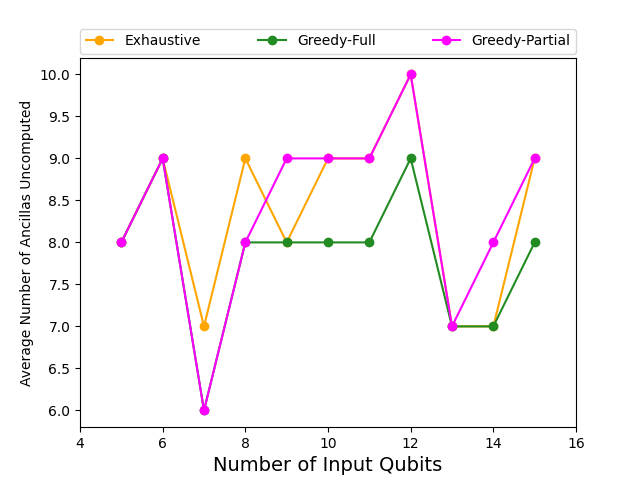 Exhaustive Greedy-Full Greedy-Partial
Average Number of Ancillas Uncomputed
10.0
9.5
9.0
8.5
8.0
7.5
7.0
6.5
6.0
4 6 8 10 12 14 16
Number of Input Qubits